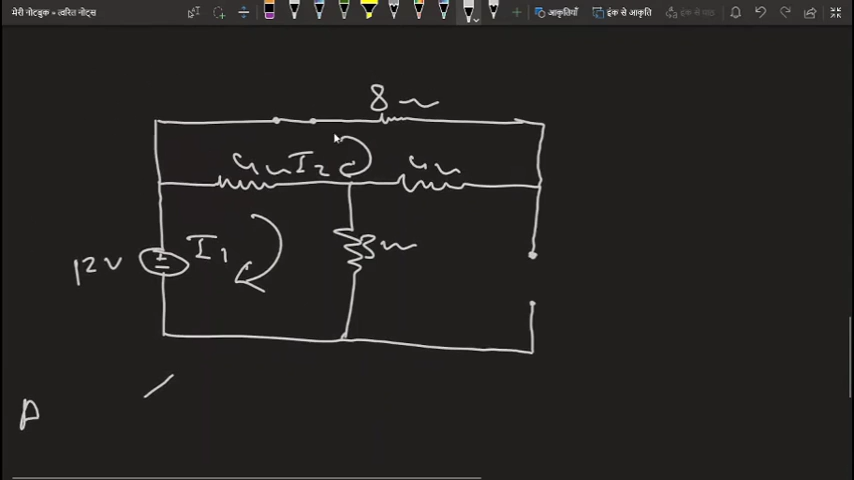 मेरी नोटबुक » त्वरित नोट्स
आकृतियाँ
इंक से आकृति
इंक से पाठ
8 Ω
4 Ω I2 4 Ω
12 V I1 3 Ω
A